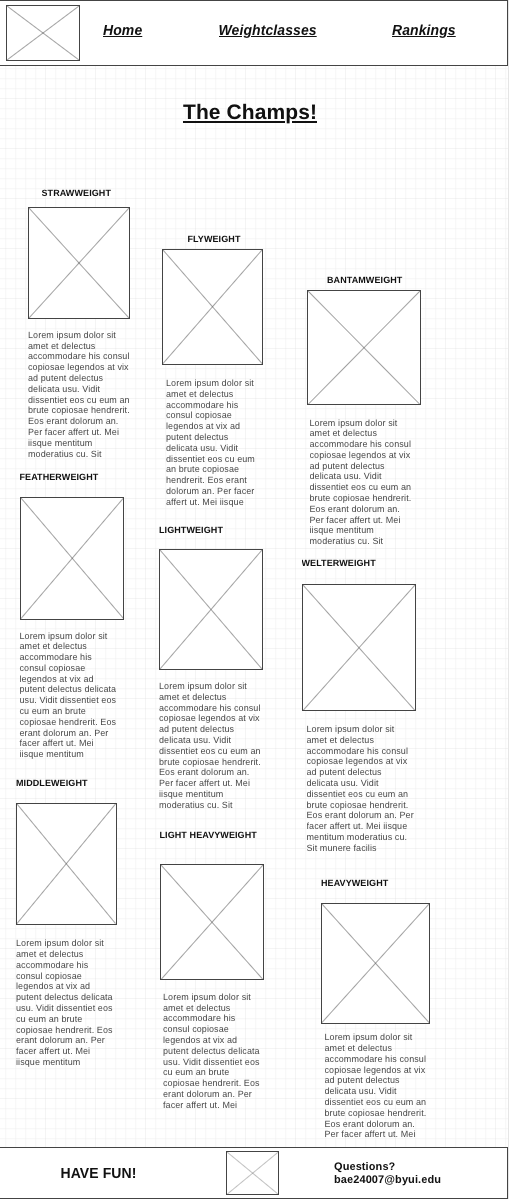 Home Weightclasses Rankings
The Champs!
STRAWWEIGHT
Lorem ipsum dolor sit
amet et delectus
accommodare his consul
copiosae legendos at vix
ad putent delectus
delicata usu. Vidit
dissentiet eos cu eum an
brute copiosae hendrerit.
Eos erant dolorum an.
Per facer affert ut. Mei
iisque mentitum
moderatius cu. Sit
FLYWEIGHT
Lorem ipsum dolor sit
amet et delectus
accommodare his
consul copiosae
legendos at vix ad
putent delectus
delicata usu. Vidit
dissentiet eos cu eum
an brute copiosae
hendrerit. Eos erant
dolorum an. Per facer
affert ut. Mei iisque
BANTAMWEIGHT
Lorem ipsum dolor sit
amet et delectus
accommodare his consul
copiosae legendos at vix
ad putent delectus
delicata usu. Vidit
dissentiet eos cu eum an
brute copiosae hendrerit.
Eos erant dolorum an.
Per facer affert ut. Mei
iisque mentitum
moderatius cu. Sit
FEATHERWEIGHT
Lorem ipsum dolor sit
amet et delectus
accommodare his
consul copiosae
legendos at vix ad
putent delectus delicata
usu. Vidit dissentiet eos
cu eum an brute
copiosae hendrerit. Eos
erant dolorum an. Per
facer affert ut. Mei
iisque mentitum
LIGHTWEIGHT
Lorem ipsum dolor sit
amet et delectus
accommodare his consul
copiosae legendos at vix
ad putent delectus
delicata usu. Vidit
dissentiet eos cu eum an
brute copiosae hendrerit.
Eos erant dolorum an.
Per facer affert ut. Mei
iisque mentitum
moderatius cu. Sit
WELTERWEIGHT
Lorem ipsum dolor sit
amet et delectus
accommodare his consul
copiosae legendos at vix
ad putent delectus
delicata usu. Vidit
dissentiet eos cu eum an
brute copiosae hendrerit.
Eos erant dolorum an. Per
facer affert ut. Mei iisque
mentitum moderatius cu.
Sit munere facilis
MIDDLEWEIGHT
Lorem ipsum dolor sit
amet et delectus
accommodare his
consul copiosae
legendos at vix ad
putent delectus delicata
usu. Vidit dissentiet eos
cu eum an brute
copiosae hendrerit. Eos
erant dolorum an. Per
facer affert ut. Mei
iisque mentitum
LIGHT HEAVYWEIGHT
Lorem ipsum dolor sit
amet et delectus
accommodare his
consul copiosae
legendos at vix ad
putent delectus delicata
usu. Vidit dissentiet eos
cu eum an brute
copiosae hendrerit. Eos
erant dolorum an. Per
facer affert ut. Mei
HEAVYWEIGHT
Lorem ipsum dolor sit
amet et delectus
accommodare his consul
copiosae legendos at vix
ad putent delectus
delicata usu. Vidit
dissentiet eos cu eum an
brute copiosae hendrerit.
Eos erant dolorum an.
Per facer affert ut. Mei
HAVE FUN!
Questions?
bae24007@byui.edu